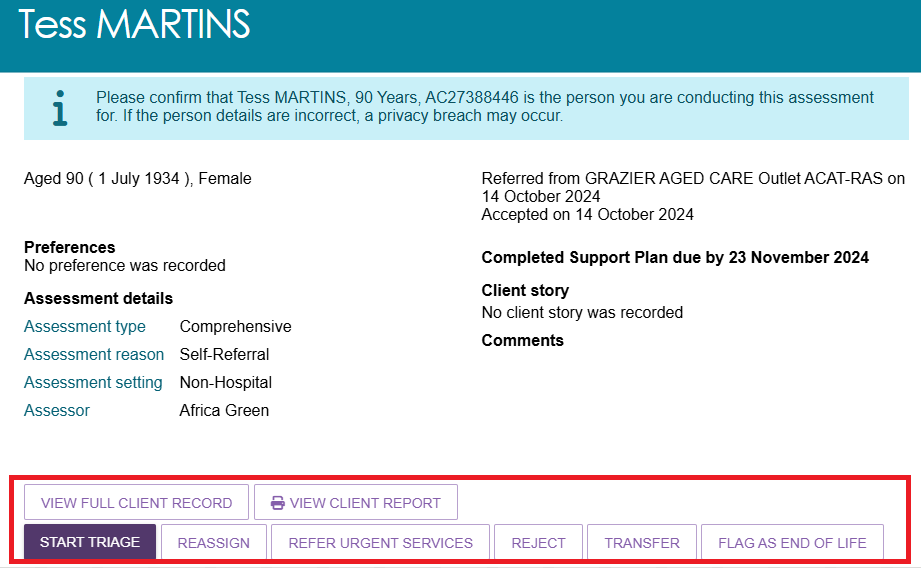 Tess MARTINS
Please confirm that Tess MARTINS, 90 Years, AC27388446 is the person you are conducting this assessment
for. If the person details are incorrect, a privacy breach may occur.
Aged 90 ( 1 July 1934 ), Female
Preferences
No preference was recorded
Assessment details
Assessment type Comprehensive
Assessment reason Self-Referral
Assessment setting Non-Hospital
Assessor Africa Green
Referred from GRAZIER AGED CARE Outlet ACAT-RAS on
14 October 2024
Accepted on 14 October 2024
Completed Support Plan due by 23 November 2024
Client story
No client story was recorded
Comments
VIEW FULL CLIENT RECORD VIEW CLIENT REPORT
START TRIAGE REASSIGN REFER URGENT SERVICES REJECT TRANSFER FLAG AS END OF LIFE